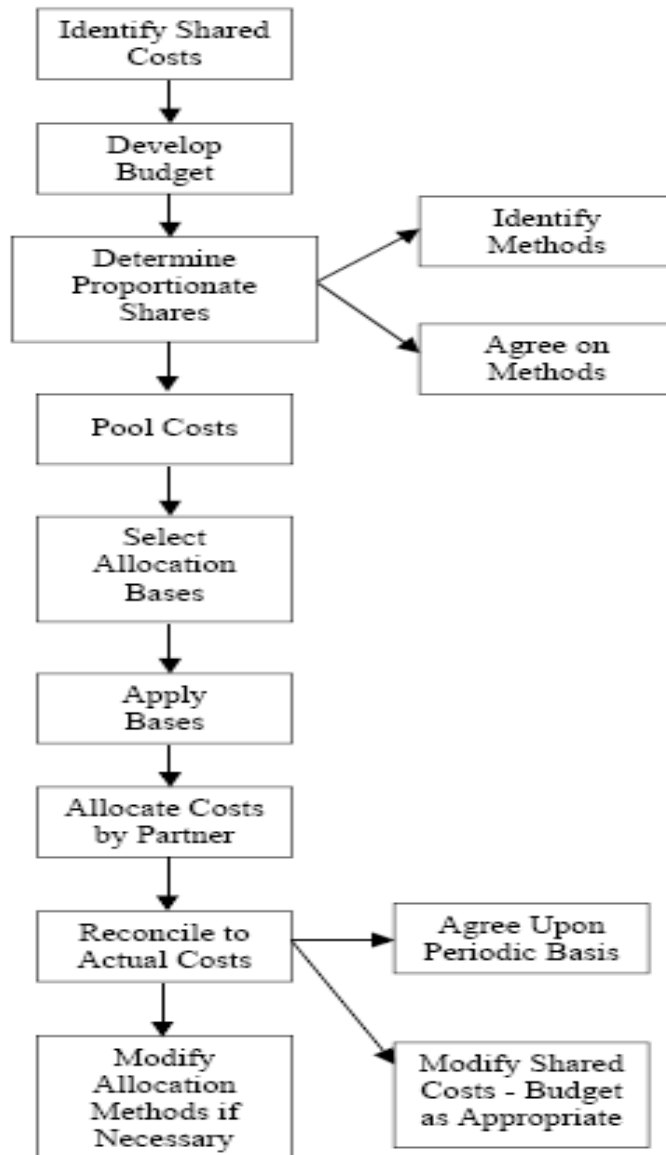 Identify Shared
Costs
Develop
Budget
Determine
Proportionate
Shares
Identify
Methods
Agree on
Methods
Pool Costs
Select
Allocation
Bases
Apply
Bases
Allocate Costs
by Partner
Reconcile to
Actual Costs
Agree Upon
Periodic Basis
Modify
Allocation
Methods if
Necessary
Modify Shared
Costs - Budget
as Appropriate